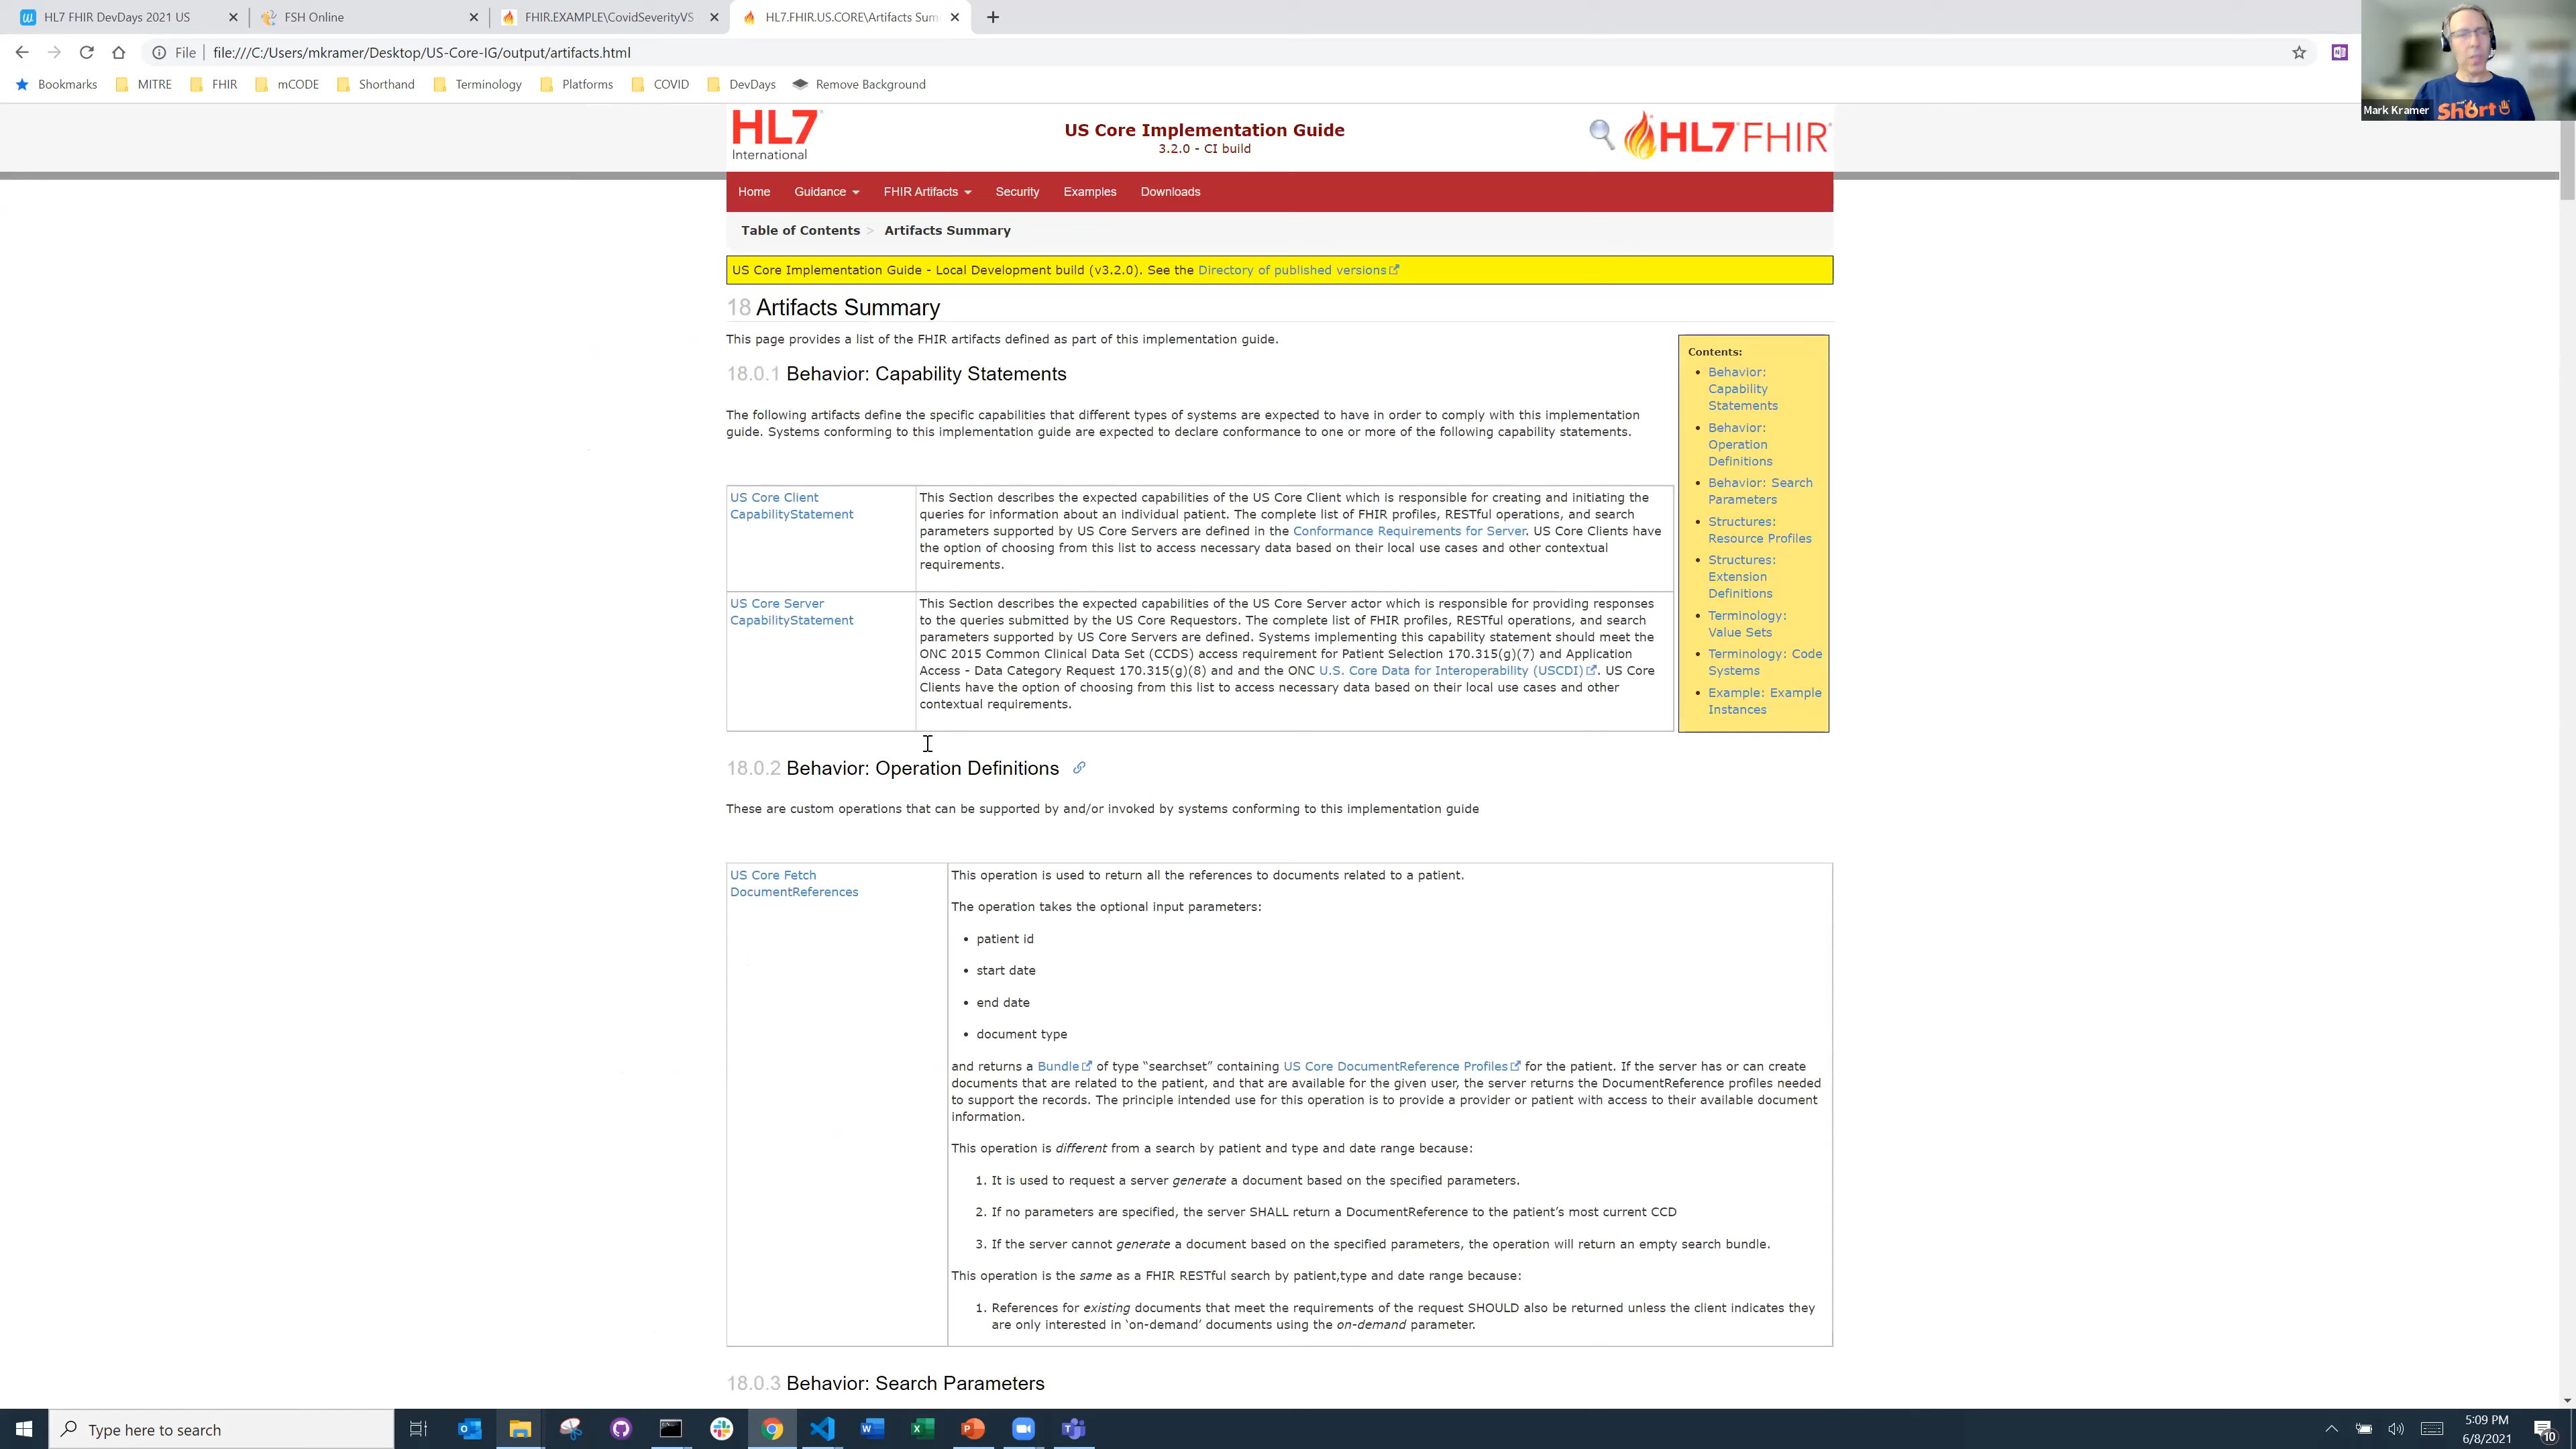 HL7 FHIR DevDays 2021 US
FSH Online
FHIR.EXAMPLE\CovidSeverityVS
HL7.FHIR.US.CORE\Artifacts Sum
File
file:///C:/Users/mkramer/Desktop/US-Core-IG/output/artifacts.html
Bookmarks
MITRE
FHIR
mCODE
Shorthand
Terminology
Platforms
COVID
DevDays
Remove Background
Mark Kramer
Short
HL7
International
US Core Implementation Guide
3.2.0 - CI build
HL7 FHIR
Home
Guidance
FHIR Artifacts
Security
Examples
Downloads
Table of Contents > Artifacts Summary
US Core Implementation Guide - Local Development build (v3.2.0). See the Directory of published versions
18 Artifacts Summary
This page provides a list of the FHIR artifacts defined as part of this implementation guide.
18.0.1 Behavior: Capability Statements
The following artifacts define the specific capabilities that different types of systems are expected to have in order to comply with this implementation
guide. Systems conforming to this implementation guide are expected to declare conformance to one or more of the following capability statements.
Contents:
• Behavior:
Capability
Statements
• Behavior:
Operation
Definitions
• Behavior: Search
Parameters
• Structures:
Resource Profiles
• Structures:
Extension
Definitions
• Terminology:
Value Sets
• Terminology: Code
Systems
• Example: Example
Instances
US Core Client
CapabilityStatement
This Section describes the expected capabilities of the US Core Client which is responsible for creating and initiating the
queries for information about an individual patient. The complete list of FHIR profiles, RESTful operations, and search
parameters supported by US Core Servers are defined in the Conformance Requirements for Server. US Core Clients have
the option of choosing from this list to access necessary data based on their local use cases and other contextual
requirements.
US Core Server
CapabilityStatement
This Section describes the expected capabilities of the US Core Server actor which is responsible for providing responses
to the queries submitted by the US Core Requestors. The complete list of FHIR profiles, RESTful operations, and search
parameters supported by US Core Servers are defined. Systems implementing this capability statement should meet the
ONC 2015 Common Clinical Data Set (CCDS) access requirement for Patient Selection 170.315(g)(7) and Application
Access - Data Category Request 170.315(g)(8) and and the ONC U.S. Core Data for Interoperability (USCDI). US Core
Clients have the option of choosing from this list to access necessary data based on their local use cases and other
contextual requirements.
18.0.2 Behavior: Operation Definitions
These are custom operations that can be supported by and/or invoked by systems conforming to this implementation guide
US Core Fetch
DocumentReferences
This operation is used to return all the references to documents related to a patient.
The operation takes the optional input parameters:
• patient id
• start date
• end date
• document type
and returns a Bundle of type “searchset” containing US Core DocumentReference Profiles for the patient. If the server has or can create
documents that are related to the patient, and that are available for the given user, the server returns the DocumentReference profiles needed
to support the records. The principle intended use for this operation is to provide a provider or patient with access to their available document
information.
This operation is different from a search by patient and type and date range because:
1. It is used to request a server generate a document based on the specified parameters.
2. If no parameters are specified, the server SHALL return a DocumentReference to the patient’s most current CCD
3. If the server cannot generate a document based on the specified parameters, the operation will return an empty search bundle.
This operation is the same as a FHIR RESTful search by patient,type and date range because:
1. References for existing documents that meet the requirements of the request SHOULD also be returned unless the client indicates they
are only interested in ‘on-demand’ documents using the on-demand parameter.
18.0.3 Behavior: Search Parameters
Type here to search
5:09 PM
6/8/2021
10